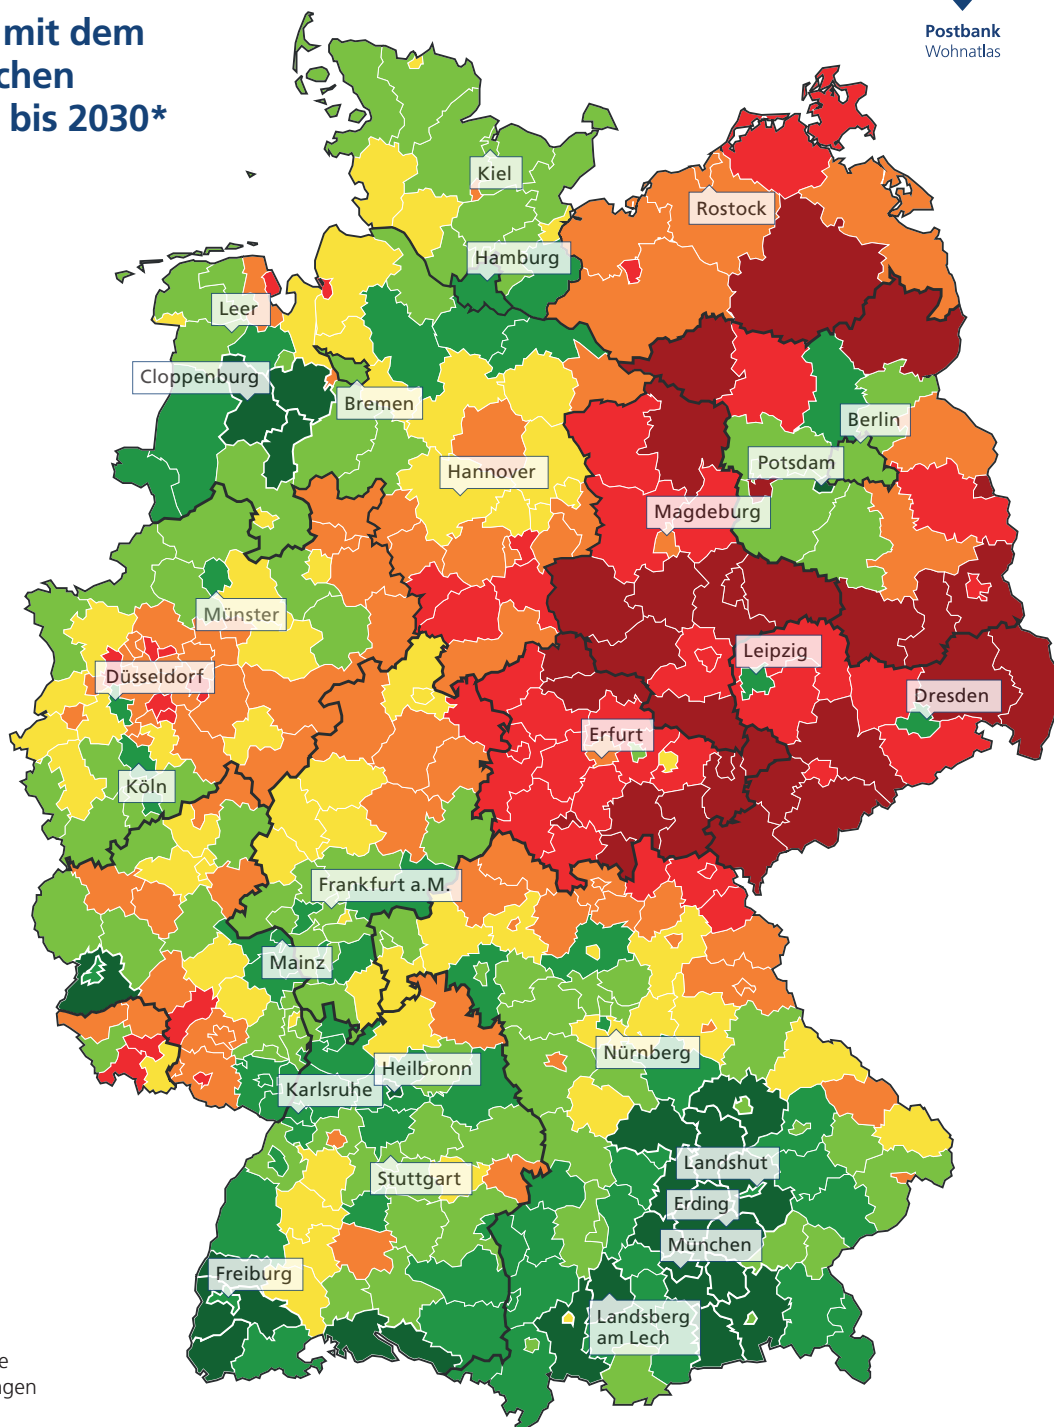 mit dem
chen
bis 2030*
Postbank
Wohnatlas
Kiel
Rostock
Hamburg
Leer
Cloppenburg
Bremen
Berlin
Hannover
Potsdam
Magdeburg
Münster
Leipzig
Düsseldorf
Dresden
Erfurt
Köln
Frankfurt a.M.
Mainz
Nürnberg
Heilbronn
Karlsruhe
Landshut
Stuttgart
Erding
München
Freiburg
Landsberg
am Lech
e
gen